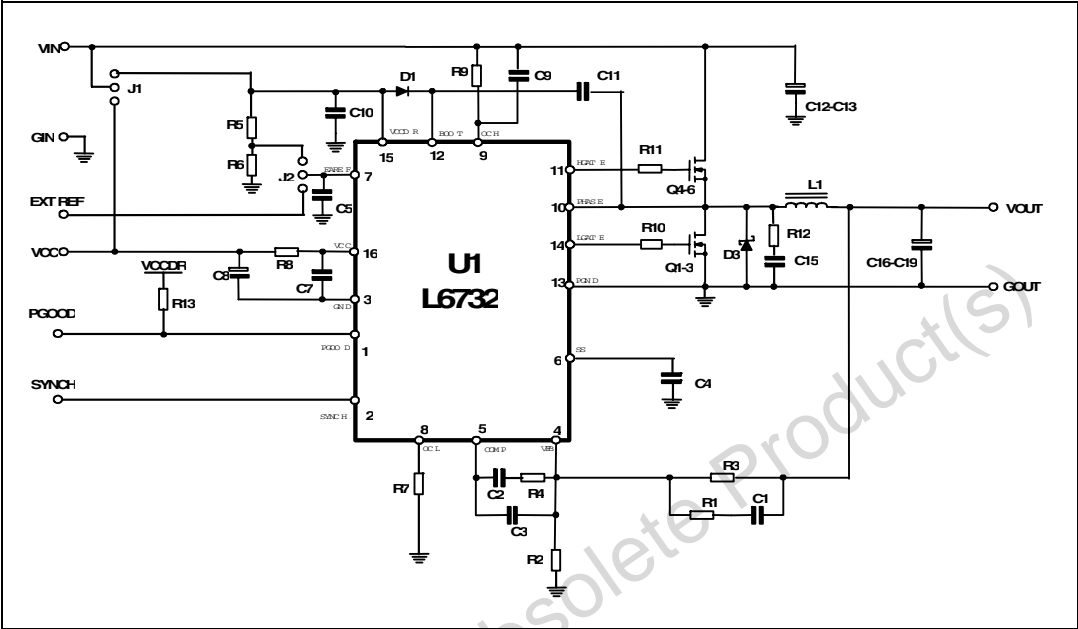 VIN
J1
R9
C9
D1
C11
C10
C12-C13
R5
VCCDR
BOOT
OCH
15
12
9
GIN
R6
J2
EAREF
7
R11
HGATE
11
Q4-6
L1
EXT REF
C5
PHASE
10
VOUT
VCC
VCC
16
C8
R8
C7
U1
L6732
LGATE
14
R10
Q1-3
D3
R12
C15
C16-C19
VCCDR
R13
3
GND
13
PGND
GOUT
PGOOD
PGOOD
1
6
SS
C4
SYNCH
SYNCH
2
8
OCL
5
COMP
4
VFB
R7
C2
R4
C3
R3
R1
C1
R2
Obsolete Product(s)